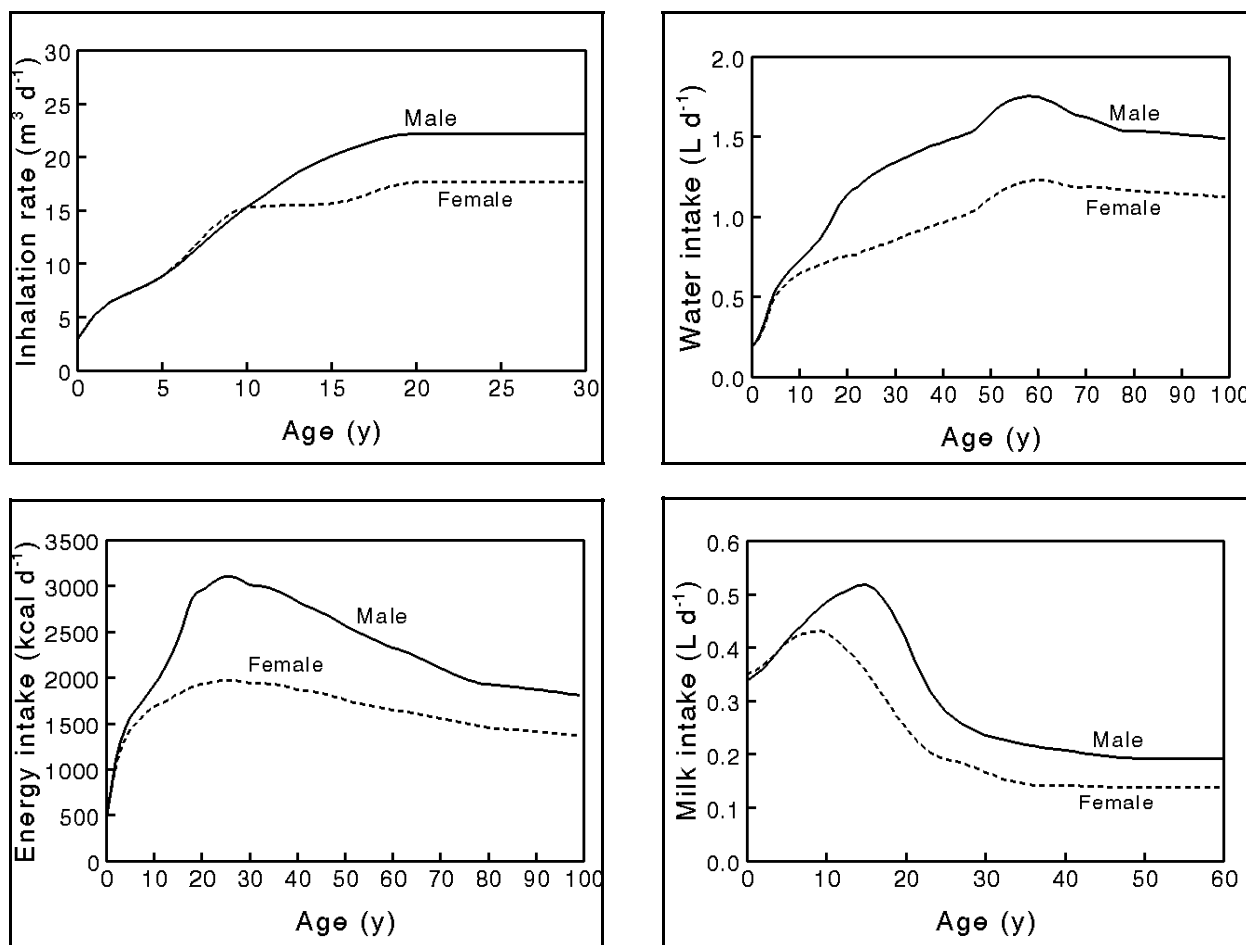 Inhalation rate (m³ d⁻¹)
30
25
20
15
10
5
0
Male
Female
0 5 10 15 20 25 30
Age (y)
Water intake (L d⁻¹)
2.0
1.5
1.0
0.5
0.0
Male
Female
0 10 20 30 40 50 60 70 80 90 100
Age (y)
Energy intake (kcal d⁻¹)
3500
3000
2500
2000
1500
1000
500
0
Male
Female
0 10 20 30 40 50 60 70 80 90 100
Age (y)
Milk intake (L d⁻¹)
0.6
0.5
0.4
0.3
0.2
0.1
0.0
Male
Female
0 10 20 30 40 50 60
Age (y)